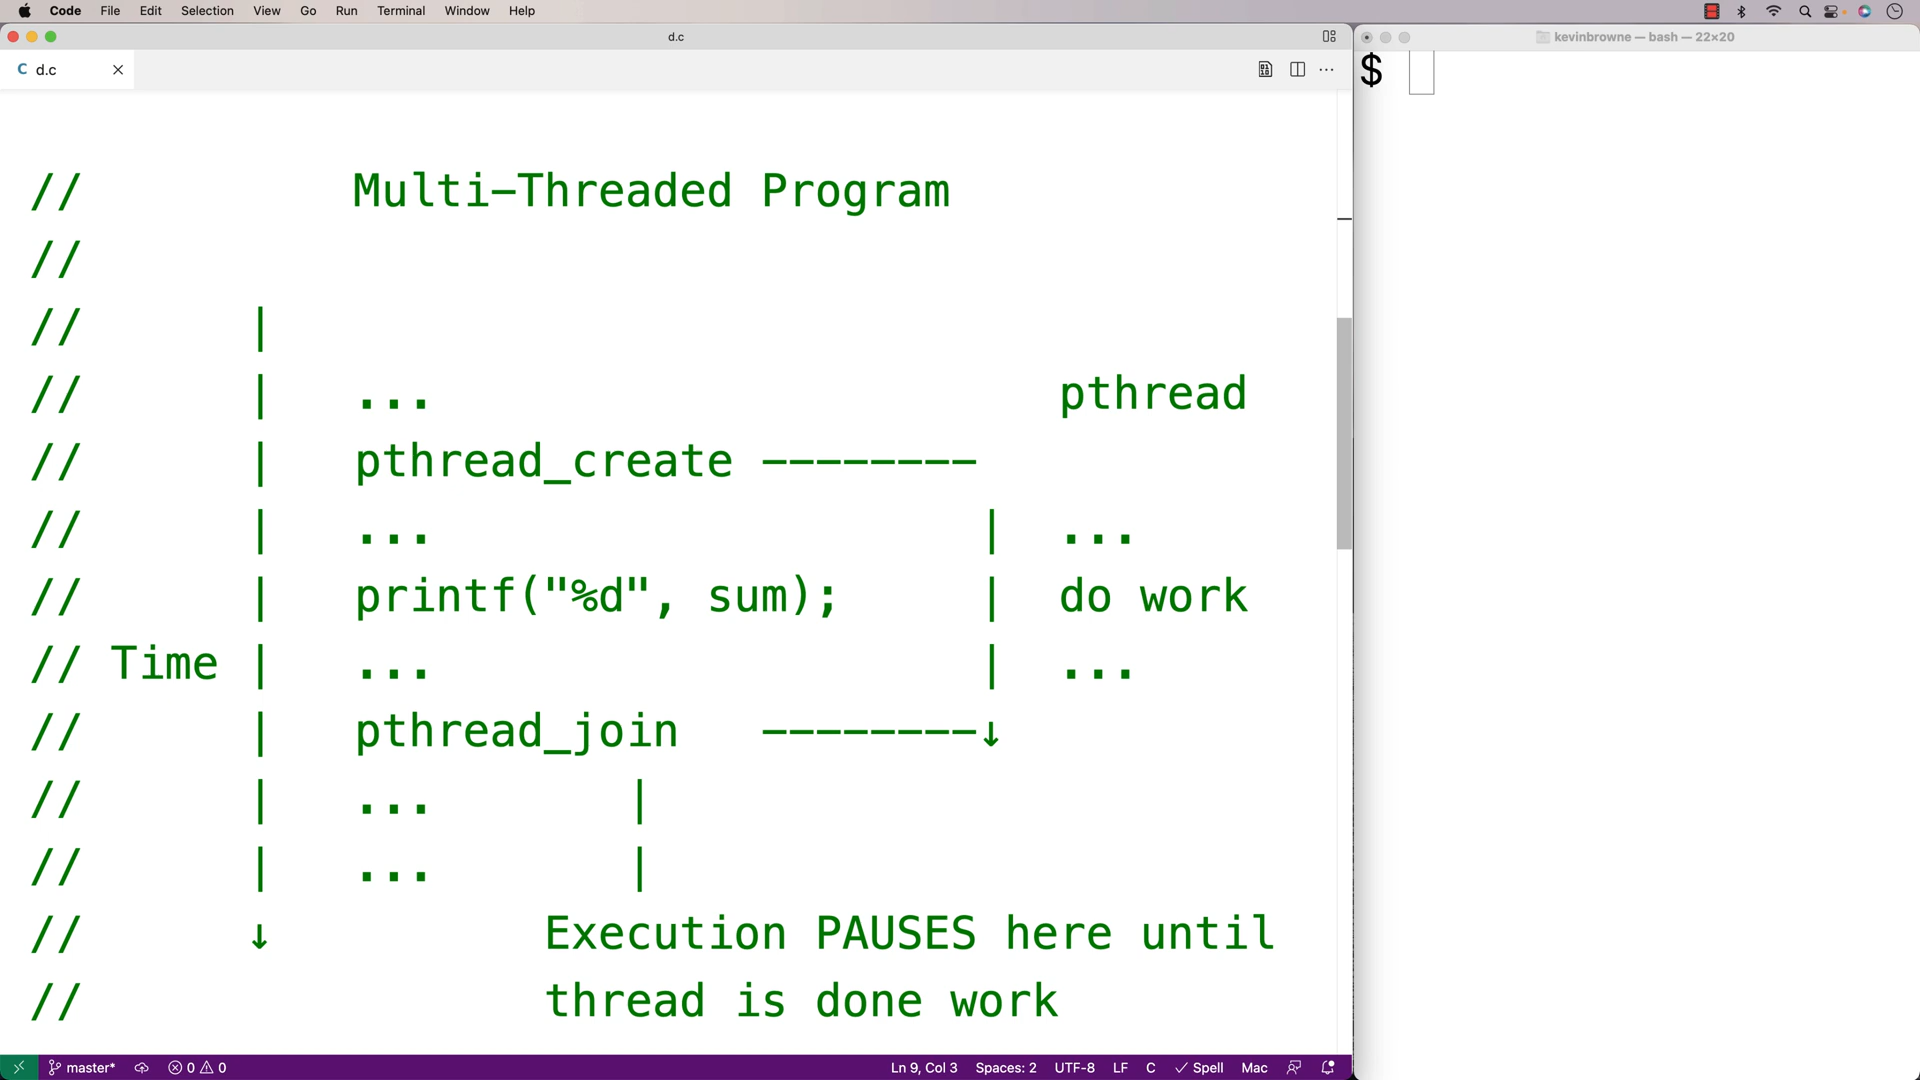 Code File Edit Selection View Go Run Terminal Window Help
d.c
kevinbrowne — bash — 22×20
C d.c
$
// Multi-Threaded Program
//
// |
// | ... pthread
// | pthread_create --------
// | ... | ...
// | printf("%d", sum); | do work
// Time | ... | ...
// | pthread_join --------↓
// | ... |
// | ... |
// ↓ Execution PAUSES here until
// thread is done work
master* 0 0 Ln 9, Col 3 Spaces: 2 UTF-8 LF C Spell Mac